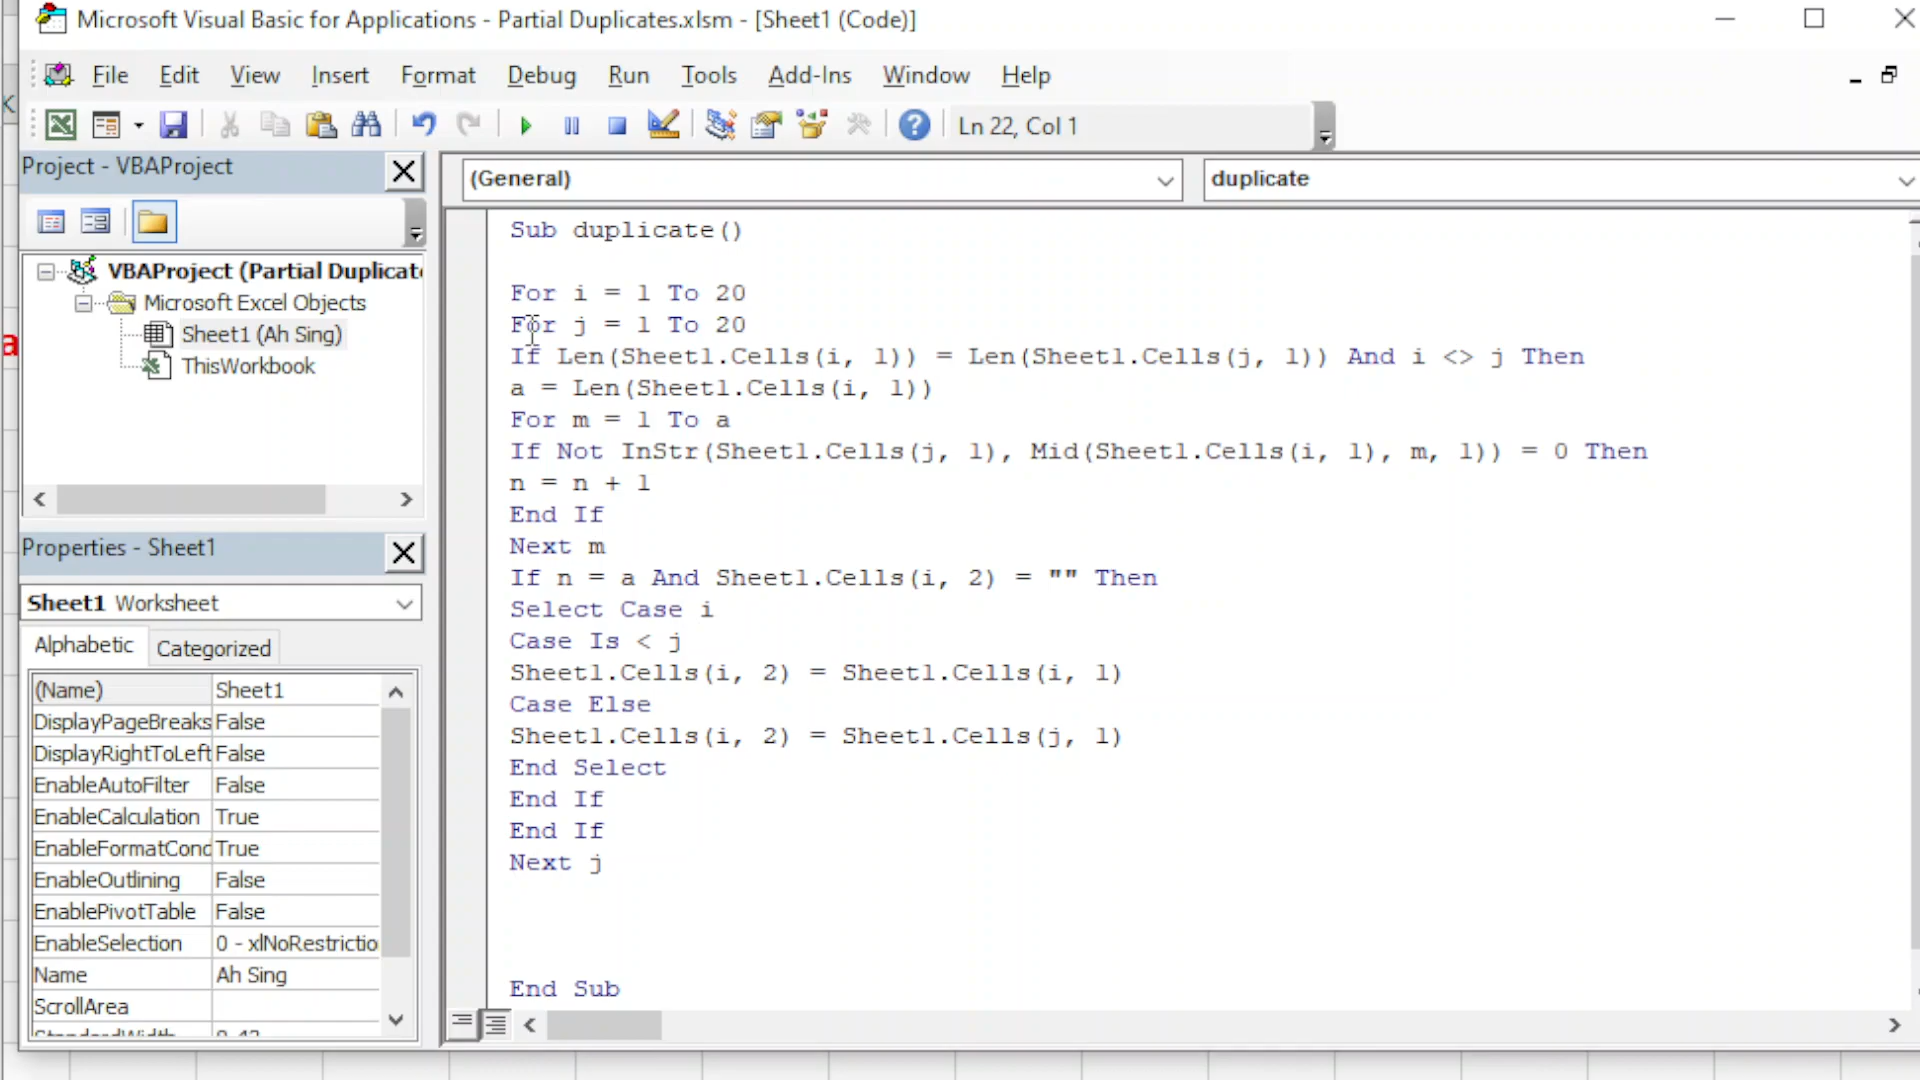 Microsoft Visual Basic for Applications - Partial Duplicates.xlsm - [Sheet1 (Code)]
File Edit View Insert Format Debug Run Tools Add-Ins Window Help
Ln 22, Col 1
Project - VBAProject
VBAProject (Partial Duplicat
Microsoft Excel Objects
Sheet1 (Ah Sing)
ThisWorkbook
Properties - Sheet1
Sheet1 Worksheet
Alphabetic Categorized
(Name) Sheet1
DisplayPageBreaks False
DisplayRightToLeft False
EnableAutoFilter False
EnableCalculation True
EnableFormatCond True
EnableOutlining False
EnablePivotTable False
EnableSelection 0 - xlNoRestriction
Name Ah Sing
ScrollArea
StandardWidth 8.43
(General) duplicate
Sub duplicate()
For i = 1 To 20
For j = 1 To 20
If Len(Sheet1.Cells(i, 1)) = Len(Sheet1.Cells(j, 1)) And i <> j Then
a = Len(Sheet1.Cells(i, 1))
For m = 1 To a
If Not InStr(Sheet1.Cells(j, 1), Mid(Sheet1.Cells(i, 1), m, 1)) = 0 Then
n = n + 1
End If
Next m
If n = a And Sheet1.Cells(i, 2) = "" Then
Select Case i
Case Is < j
Sheet1.Cells(i, 2) = Sheet1.Cells(i, 1)
Case Else
Sheet1.Cells(i, 2) = Sheet1.Cells(j, 1)
End Select
End If
End If
Next j
End Sub
K
a